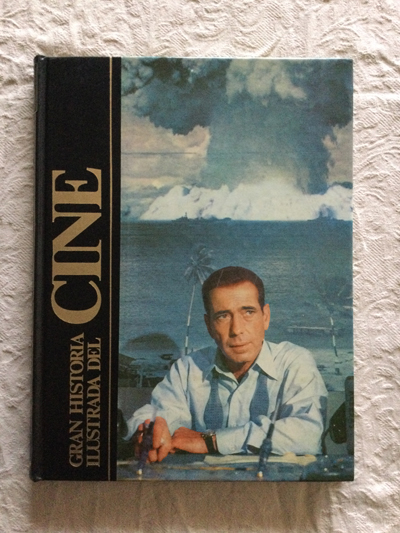 GRAN HISTORIA
ILUSTRADA DEL
CINE